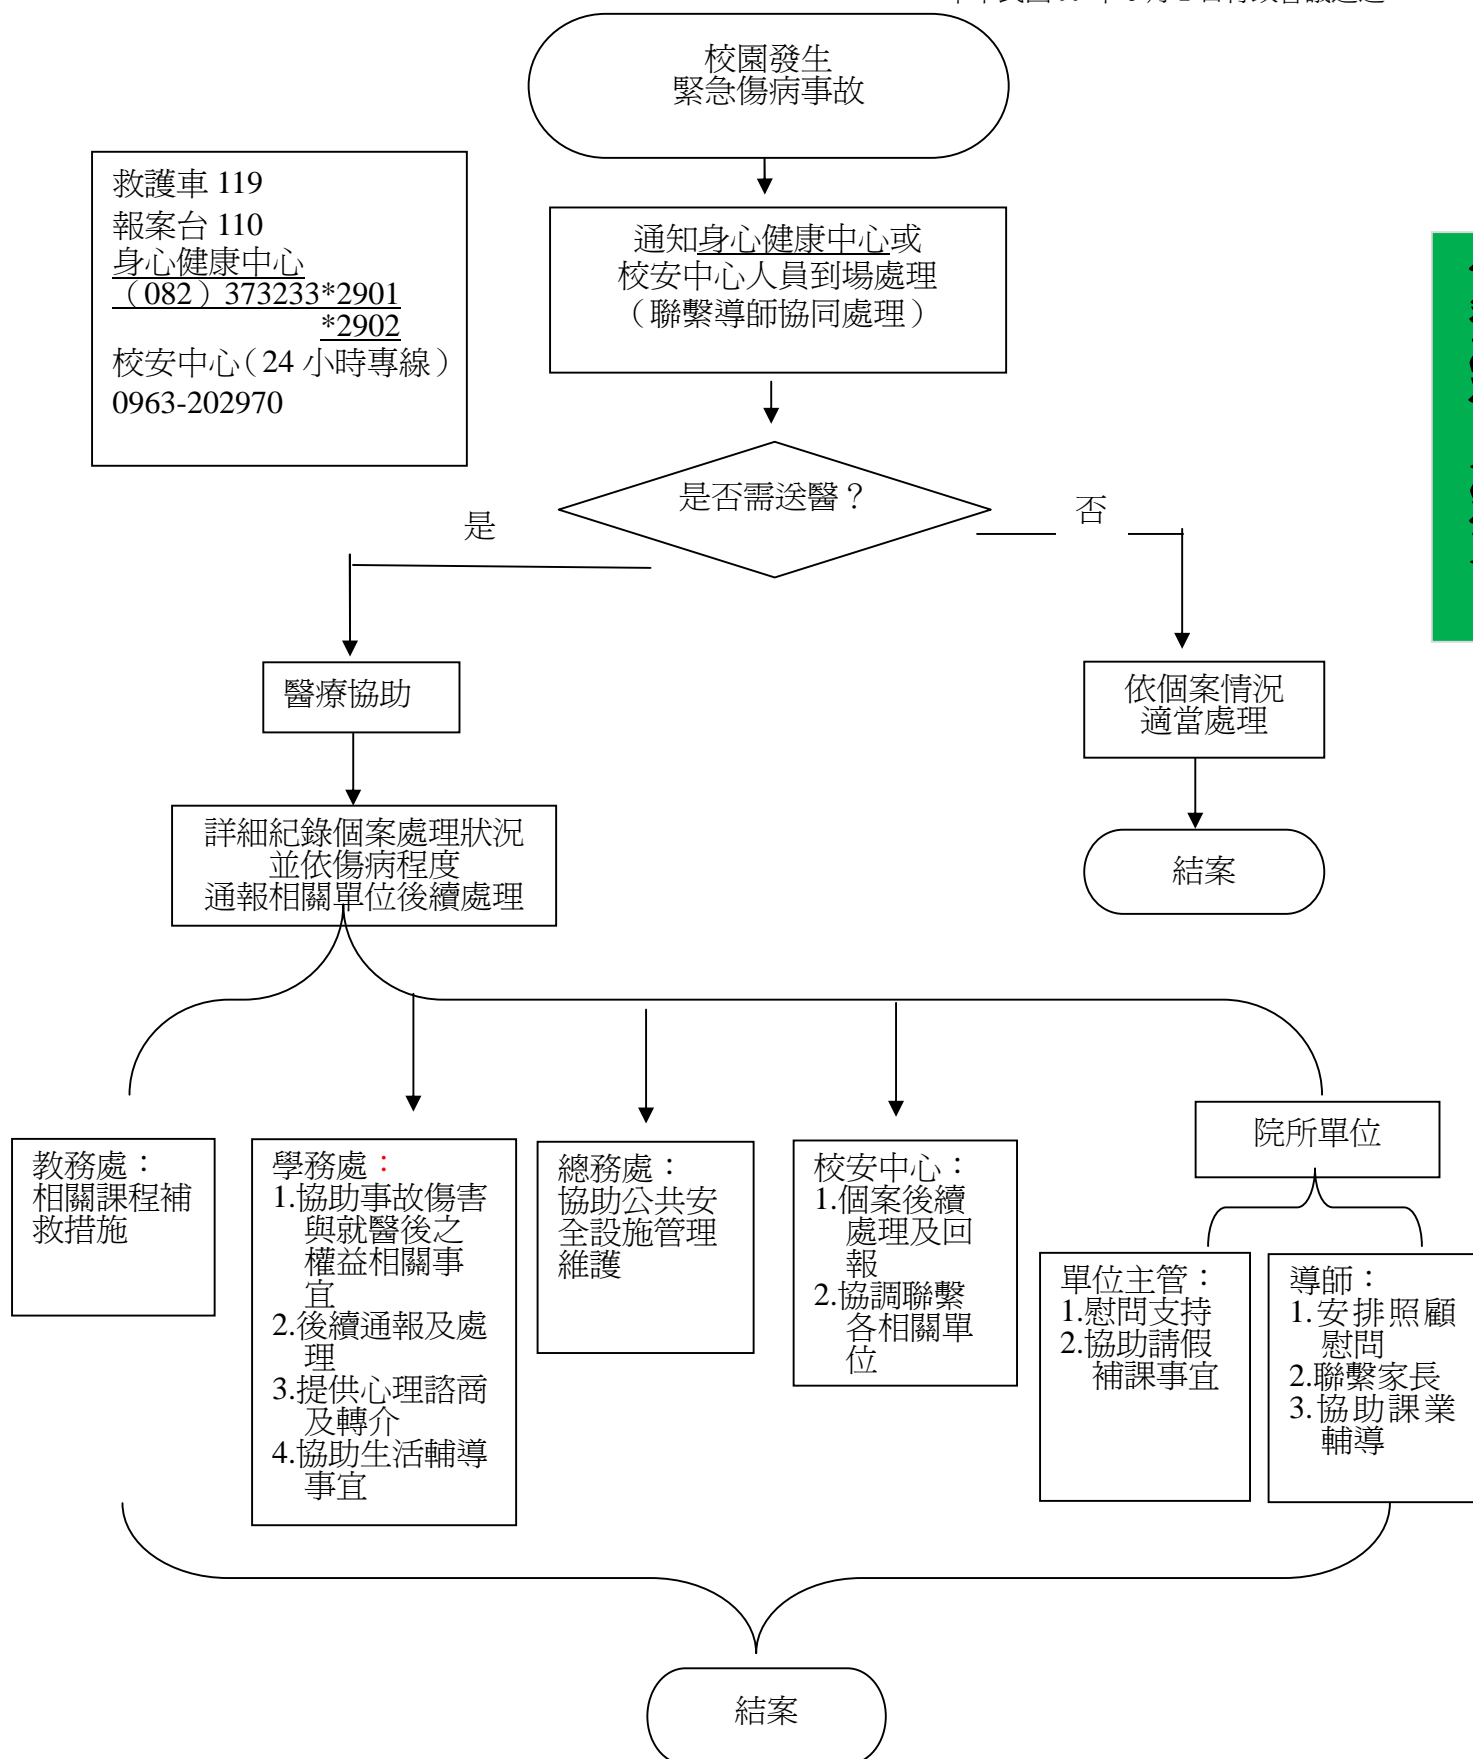 校園發生
緊急傷病事故
救護車 119
報案台 110
身心健康中心
（082）373233*2901
*2902
校安中心（24 小時專線）
0963-202970
通知身心健康中心或
校安中心人員到場處理
（聯繫導師協同處理）
是否需送醫？
是
否
醫療協助
依個案情況
適當處理
詳細紀錄個案處理狀況
並依傷病程度
通報相關單位後續處理
結案
教務處：
相關課程補
救措施
學務處：
1.協助事故傷害
與就醫後之
權益相關事
宜
2.後續通報及處
理
3.提供心理諮商
及轉介
4.協助生活輔導
事宜
總務處：
協助公共安
全設施管理
維護
校安中心：
1.個案後續
處理及回
報
2.協調聯繫
各相關單
位
院所單位
單位主管：
1.慰問支持
2.協助請假
補課事宜
導師：
1.安排照顧
慰問
2.聯繫家長
3.協助課業
輔導
結案